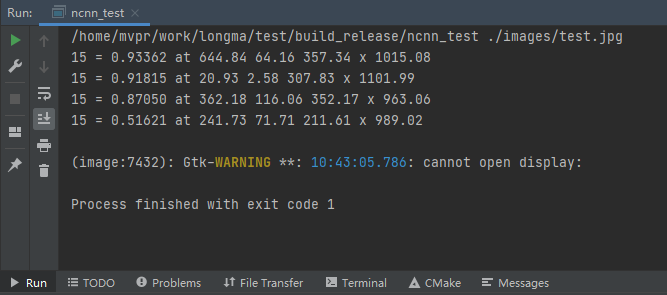 Run: ncnn_test ×
/home/mvpr/work/longma/test/build_release/ncnn_test ./images/test.jpg
15 = 0.93362 at 644.84 64.16 357.34 x 1015.08
15 = 0.91815 at 20.93 2.58 307.83 x 1101.99
15 = 0.87050 at 362.18 116.06 352.17 x 963.06
15 = 0.51621 at 241.73 71.71 211.61 x 989.02
(image:7432): Gtk-WARNING **: 10:43:05.786: cannot open display:
Process finished with exit code 1
Run TODO Problems File Transfer Terminal CMake Messages